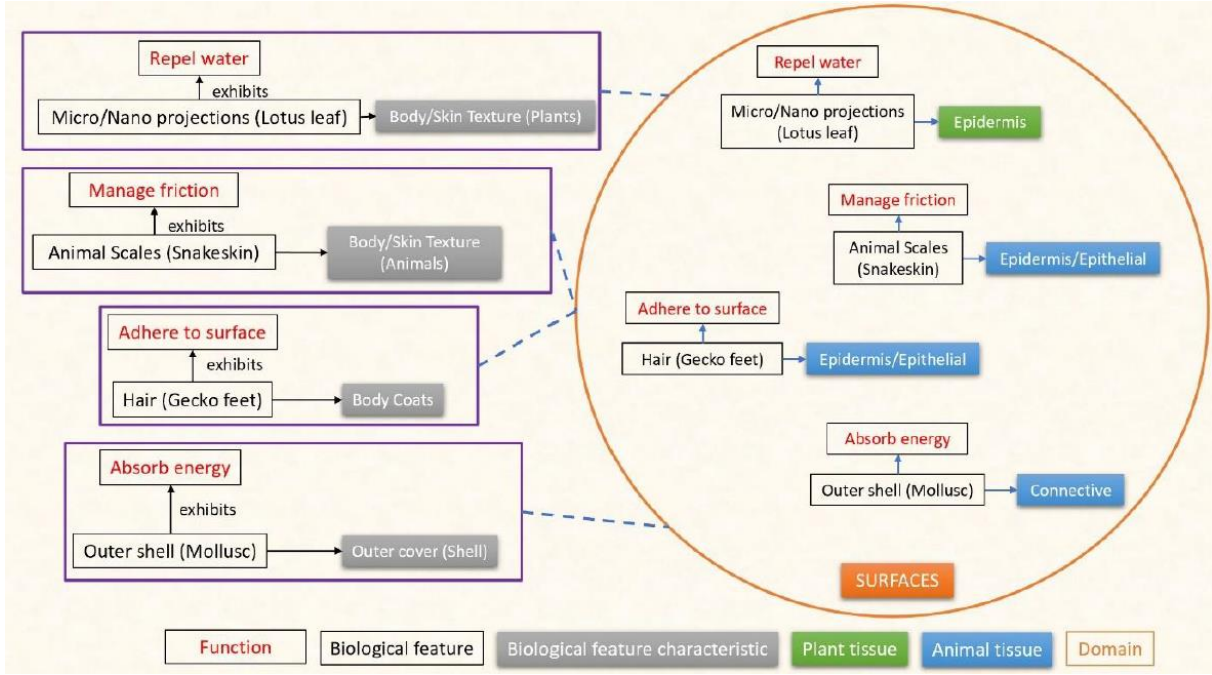 Repel water
exhibits
Micro/Nano projections (Lotus leaf)
Body/Skin Texture (Plants)
Manage friction
exhibits
Animal Scales (Snakeskin)
Body/Skin Texture
(Animals)
Adhere to surface
exhibits
Hair (Gecko feet)
Body Coats
Absorb energy
exhibits
Outer shell (Mollusc)
Outer cover (Shell)
Repel water
Micro/Nano projections
(Lotus leaf)
Epidermis
Manage friction
Animal Scales
(Snakeskin)
Epidermis/Epithelial
Adhere to surface
Hair (Gecko feet)
Epidermis/Epithelial
Absorb energy
Outer shell (Mollusc)
Connective
SURFACES
Function
Biological feature
Biological feature characteristic
Plant tissue
Animal tissue
Domain